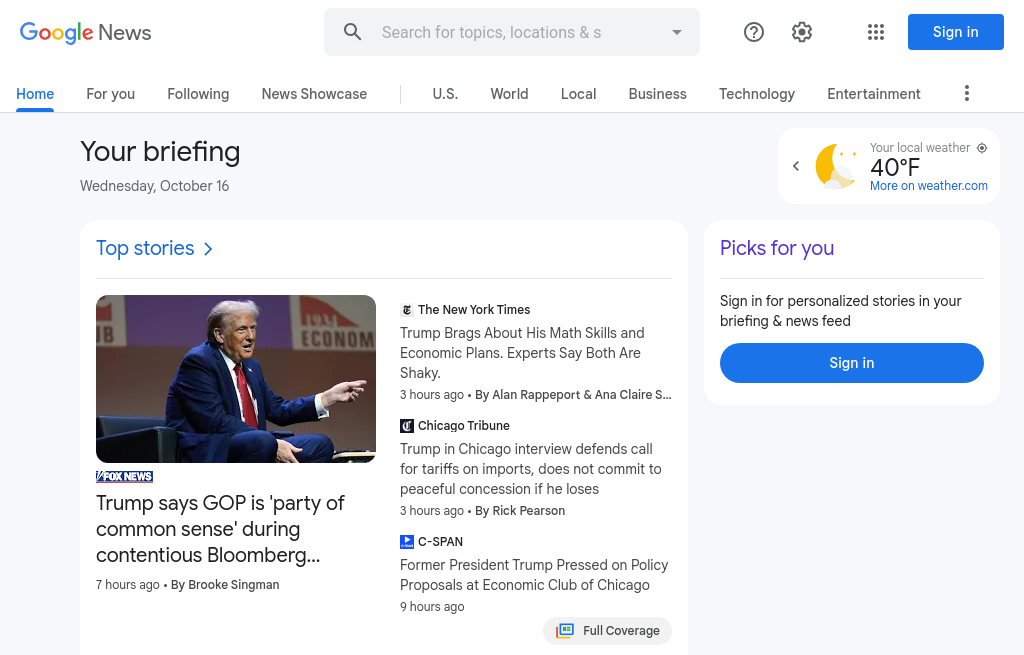 Google News
Search for topics, locations & s
Sign in
Home
For you
Following
News Showcase
U.S.
World
Local
Business
Technology
Entertainment
Your briefing
Wednesday, October 16
Your local weather
40°F
More on weather.com
Top stories
UB
1934
ECONOM
FOX NEWS
Trump says GOP is 'party of
common sense' during
contentious Bloomberg...
7 hours ago • By Brooke Singman
The New York Times
Trump Brags About His Math Skills and
Economic Plans. Experts Say Both Are
Shaky.
3 hours ago • By Alan Rappeport & Ana Claire S...
Chicago Tribune
Trump in Chicago interview defends call
for tariffs on imports, does not commit to
peaceful concession if he loses
3 hours ago • By Rick Pearson
C-SPAN
Former President Trump Pressed on Policy
Proposals at Economic Club of Chicago
9 hours ago
Full Coverage
Picks for you
Sign in for personalized stories in your
briefing & news feed
Sign in